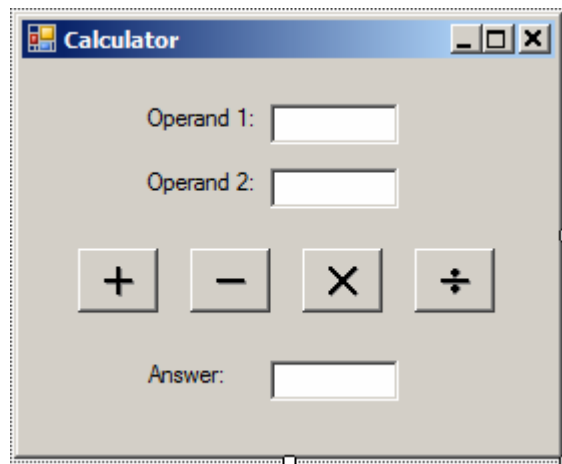 Calculator
Operand 1:
Operand 2:
+ − × ÷
Answer: